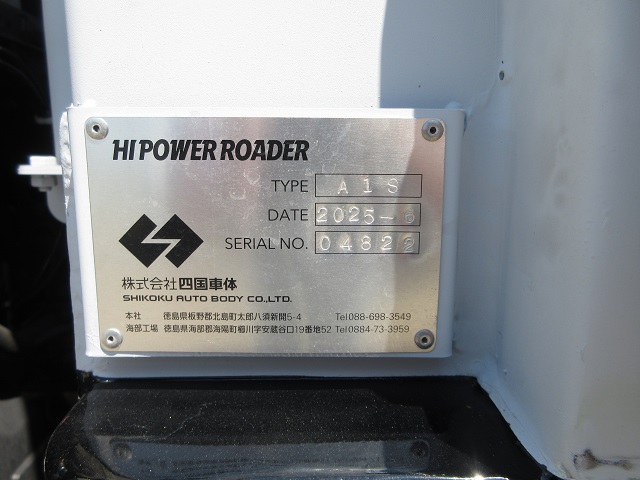 HIPOWER ROADER
TYPE A1S
DATE 2025-6
SERIAL NO. 04822
株式会社四国車体
SHIKOKU AUTO BODY CO.,LTD.
本社 徳島県板野郡北島町太郎八須新開5-4 Tel088-698-3549
海部工場 徳島県海部郡海陽町櫛川字安蔵谷口19番地52 Tel0884-73-3959